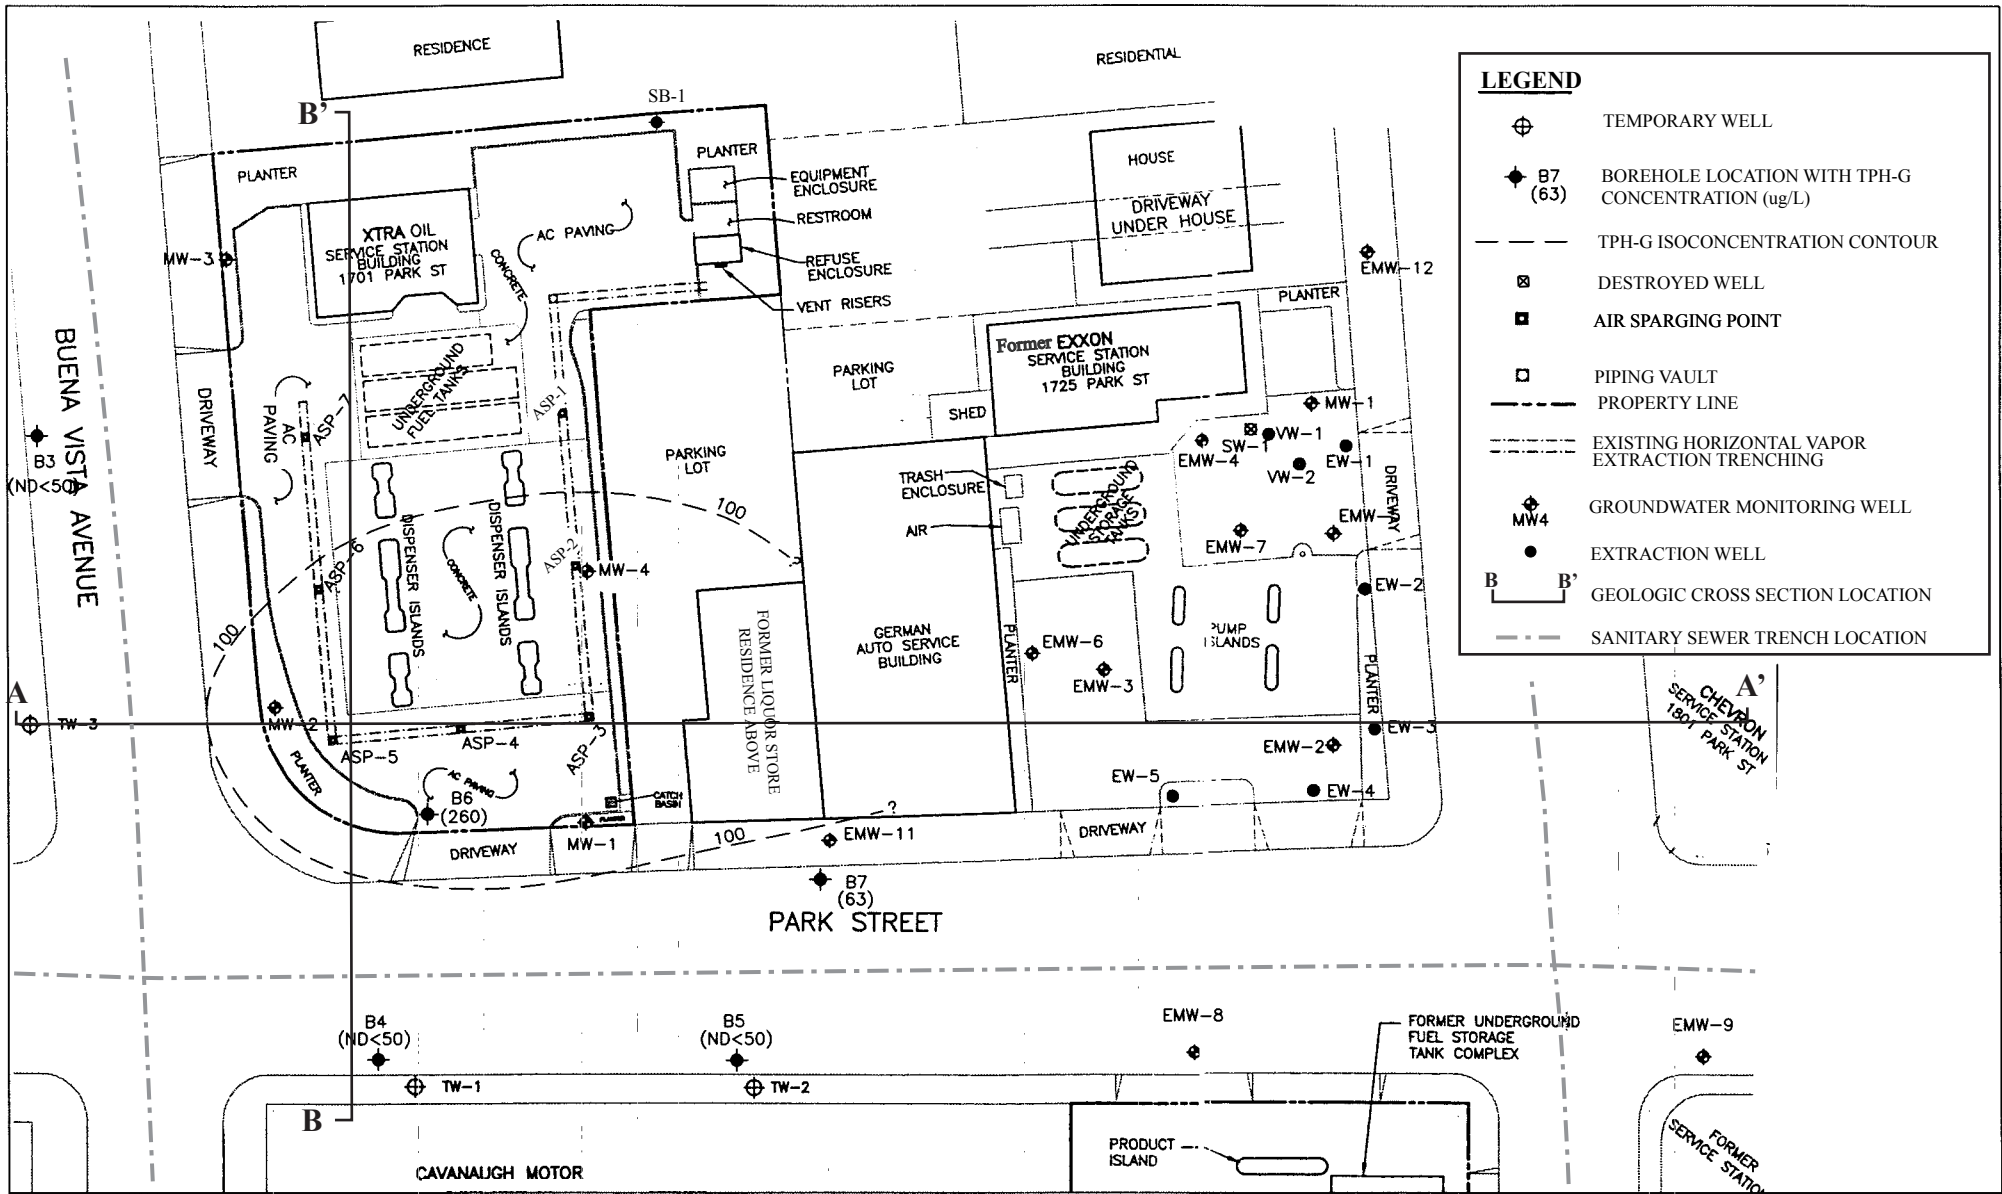 RESIDENCE
RESIDENTIAL
B'
SB-1
PLANTER
PLANTER
EQUIPMENT
ENCLOSURE
RESTROOM
REFUSE
ENCLOSURE
VENT RISERS
AC PAVING
CONCRETE
XTRA OIL
SERVICE STATION
BUILDING
1701 PARK ST
MW-3
HOUSE
DRIVEWAY
UNDER HOUSE
EMW-12
PLANTER
LEGEND
TEMPORARY WELL
B7
(63)
BOREHOLE LOCATION WITH TPH-G
CONCENTRATION (ug/L)
TPH-G ISOCONCENTRATION CONTOUR
DESTROYED WELL
AIR SPARGING POINT
PIPING VAULT
PROPERTY LINE
EXISTING HORIZONTAL VAPOR
EXTRACTION TRENCHING
MW4
GROUNDWATER MONITORING WELL
EXTRACTION WELL
B B'
GEOLOGIC CROSS SECTION LOCATION
SANITARY SEWER TRENCH LOCATION
BUENA VISTA AVENUE
DRIVEWAY
AC
PAVING
ASP-7
UNDERGROUND
FUEL TANKS
ASP-1
PARKING
LOT
PARKING
LOT
Former EXXON
SERVICE STATION
BUILDING
1725 PARK ST
SHED
MW-1
SW-1
VW-1
EMW-4
VW-2
EW-1
DRIVEWAY
B3
(ND<50)
TRASH
ENCLOSURE
AIR
UNDERGROUND
STORAGE
TANKS
EMW-7
EW-2
100
?
ASP-6
DISPENSER ISLANDS
CONCRETE
DISPENSER ISLANDS
ASP-2
MW-4
100
FORMER LIQUOR STORE
RESIDENCE ABOVE
GERMAN
AUTO SERVICE
BUILDING
PLANTER
EMW-6
EMW-3
PLANTER
A
TW-3
MW-2
ASP-5
ASP-4
ASP-3
EMW-2
EW-3
A'
CHEVRON
SERVICE STATION
1801 PARK ST
PLANTER
AC PAVING
B6
(260)
CATCH
BASIN
PLANTER
MW-1
DRIVEWAY
100
?
EMW-11
EW-5
EW-4
DRIVEWAY
B7
(63)
PARK STREET
B4
(ND<50)
TW-1
B5
(ND<50)
TW-2
EMW-8
FORMER UNDERGROUND
FUEL STORAGE
TANK COMPLEX
EMW-9
B
CAVANAUGH MOTOR
PRODUCT
ISLAND
FORMER